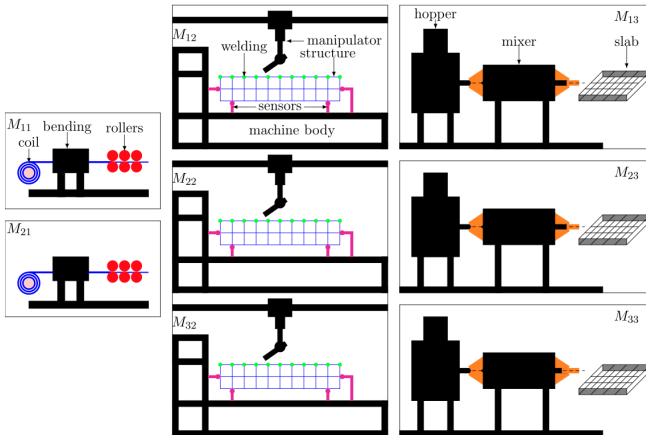 M11
bending
rollers
coil
M21
M12
welding
manipulator
structure
sensors
machine body
M22
M32
hopper
M13
mixer
slab
M23
M33